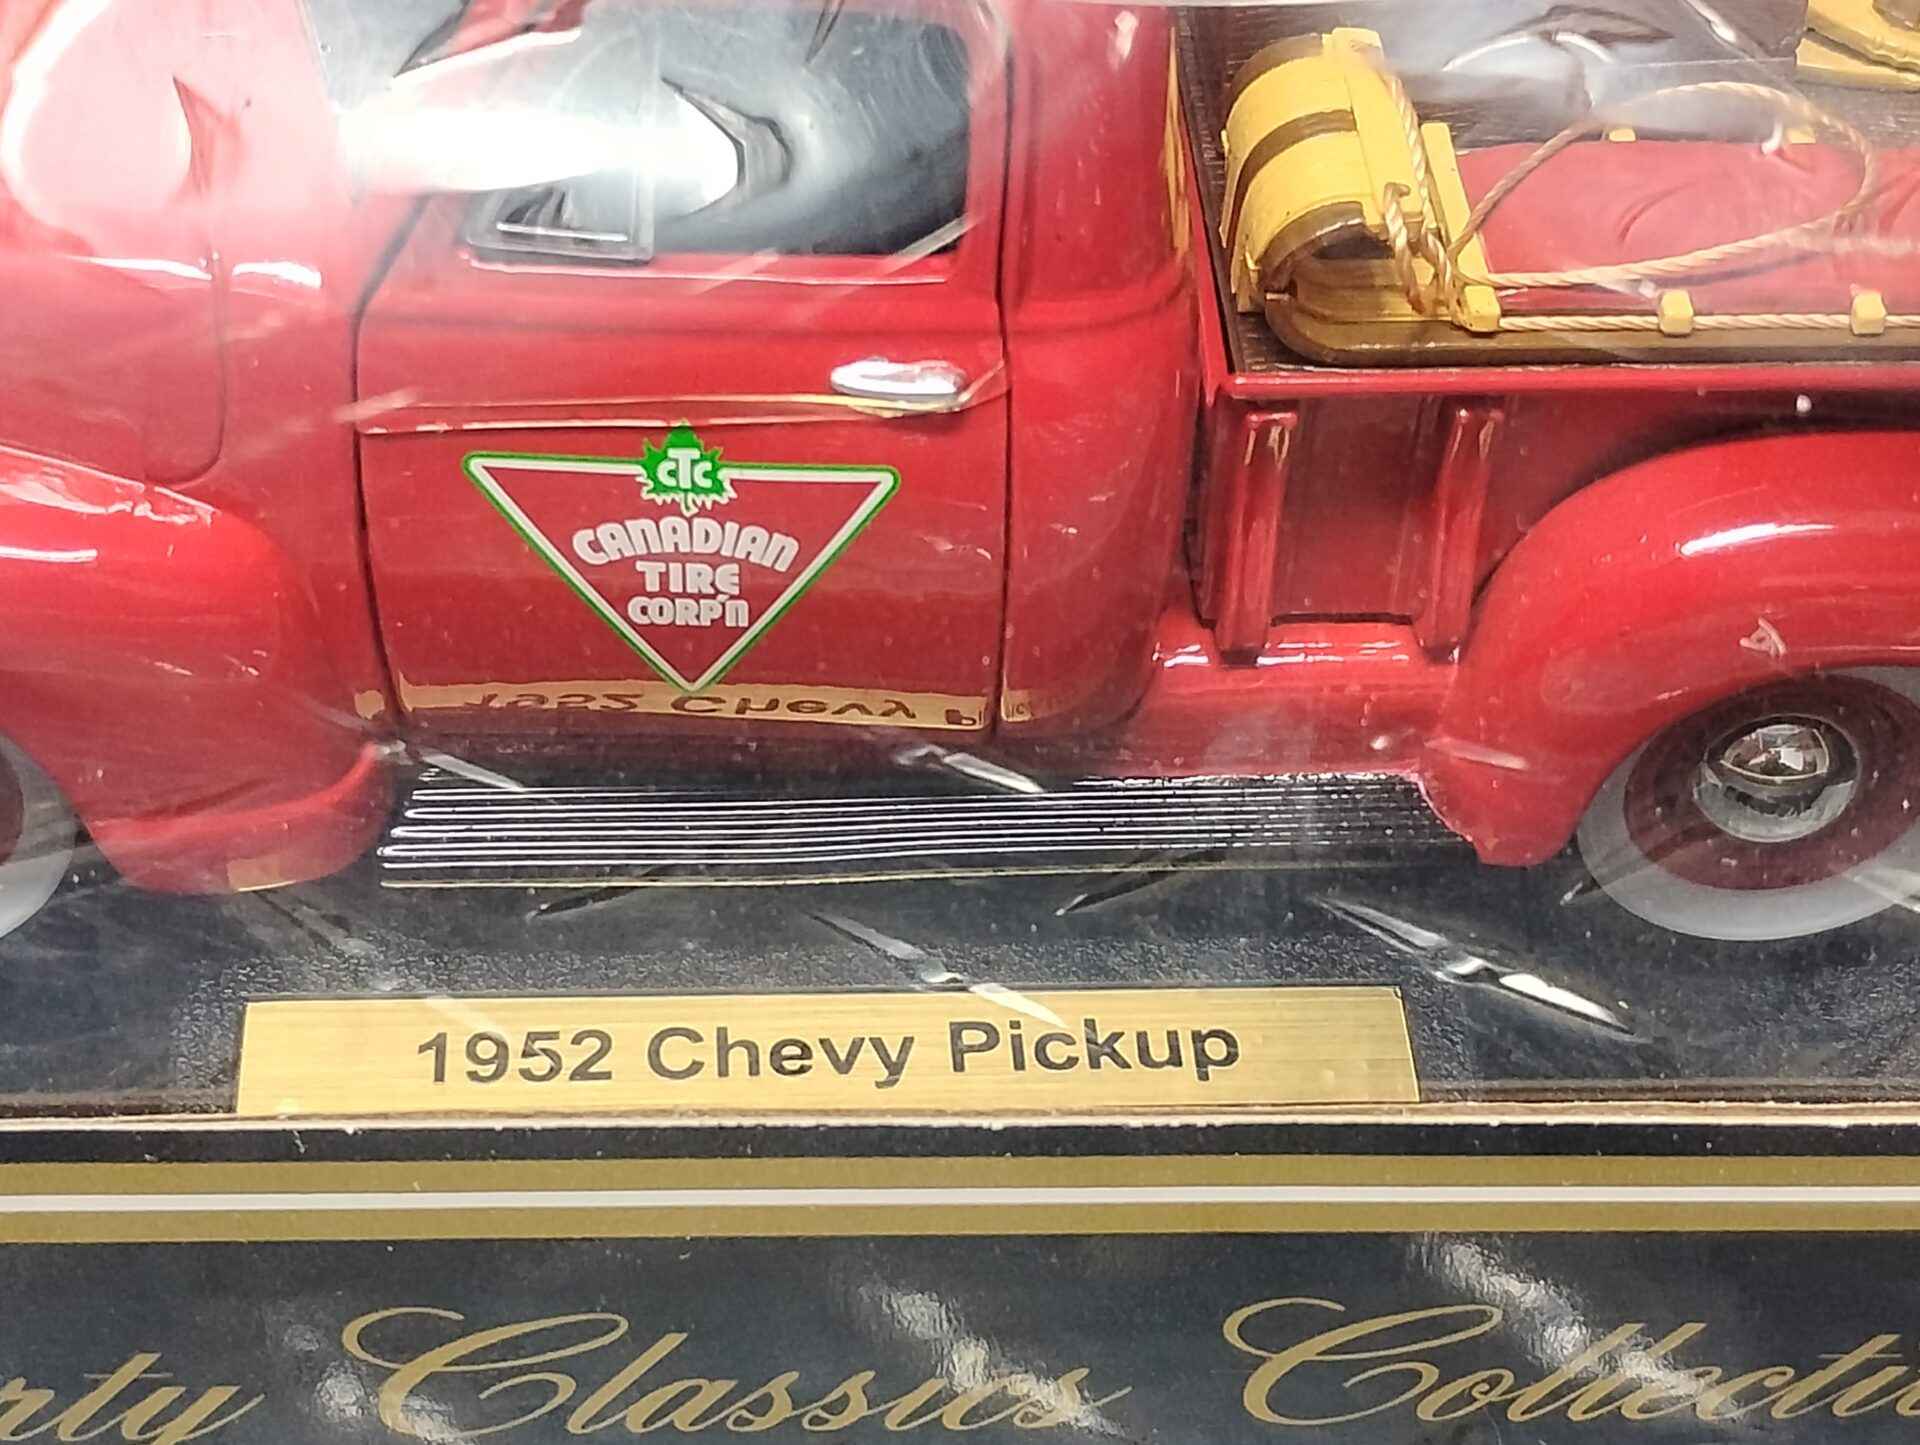 CTC
CANADIAN
TIRE
CORP'N
1952 Chevy Pickup
Classics